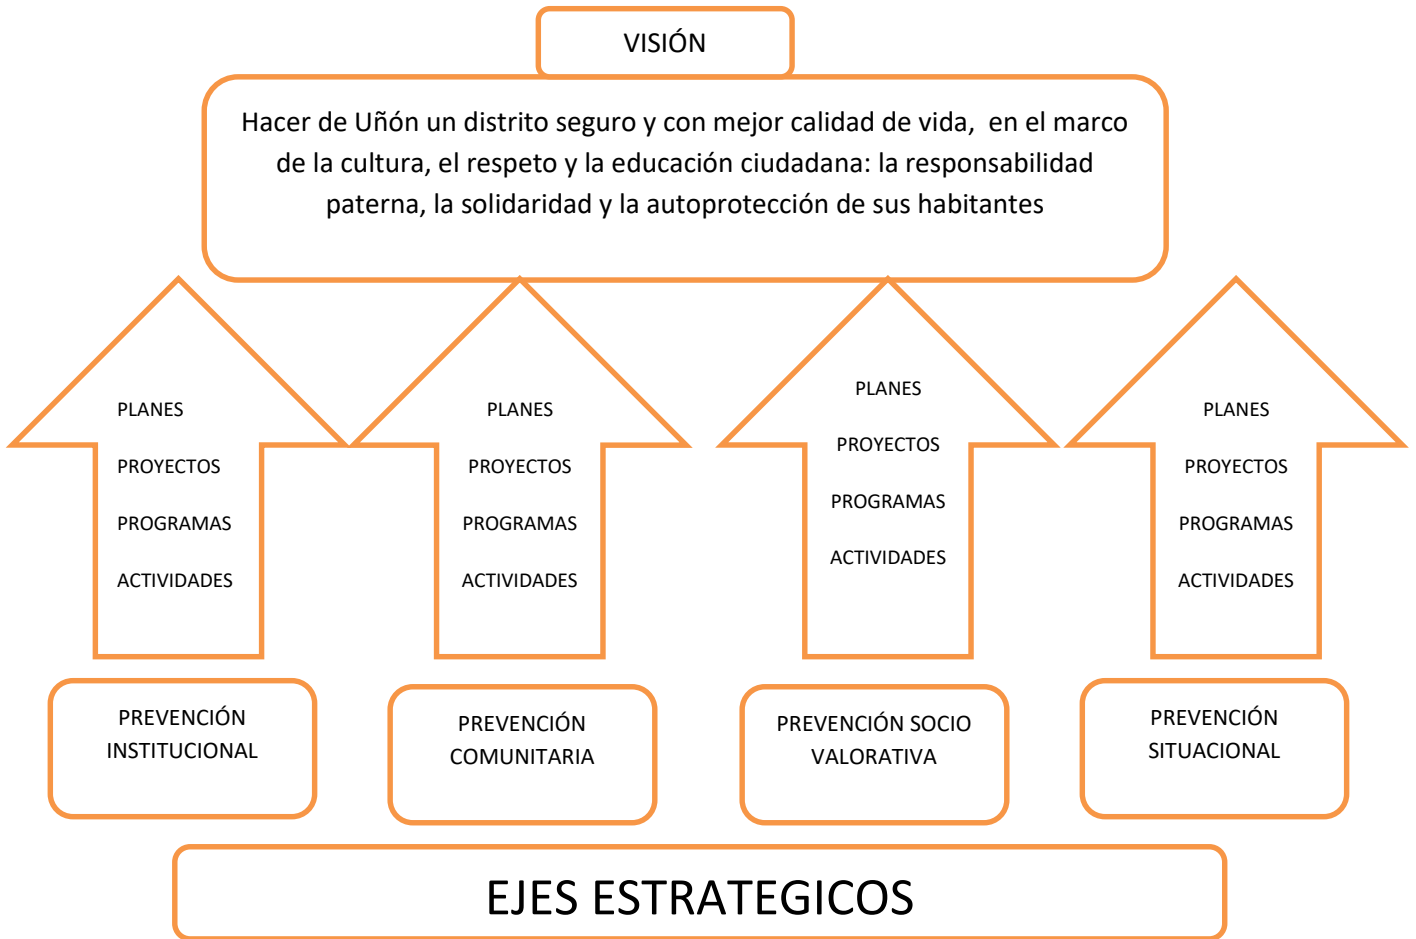 VISIÓN
Hacer de Uñón un distrito seguro y con mejor calidad de vida, en el marco
de la cultura, el respeto y la educación ciudadana: la responsabilidad
paterna, la solidaridad y la autoprotección de sus habitantes
PLANES
PROYECTOS
PROGRAMAS
ACTIVIDADES
PLANES
PROYECTOS
PROGRAMAS
ACTIVIDADES
PLANES
PROYECTOS
PROGRAMAS
ACTIVIDADES
PLANES
PROYECTOS
PROGRAMAS
ACTIVIDADES
PREVENCIÓN
INSTITUCIONAL
PREVENCIÓN
COMUNITARIA
PREVENCIÓN SOCIO
VALORATIVA
PREVENCIÓN
SITUACIONAL
EJES ESTRATEGICOS